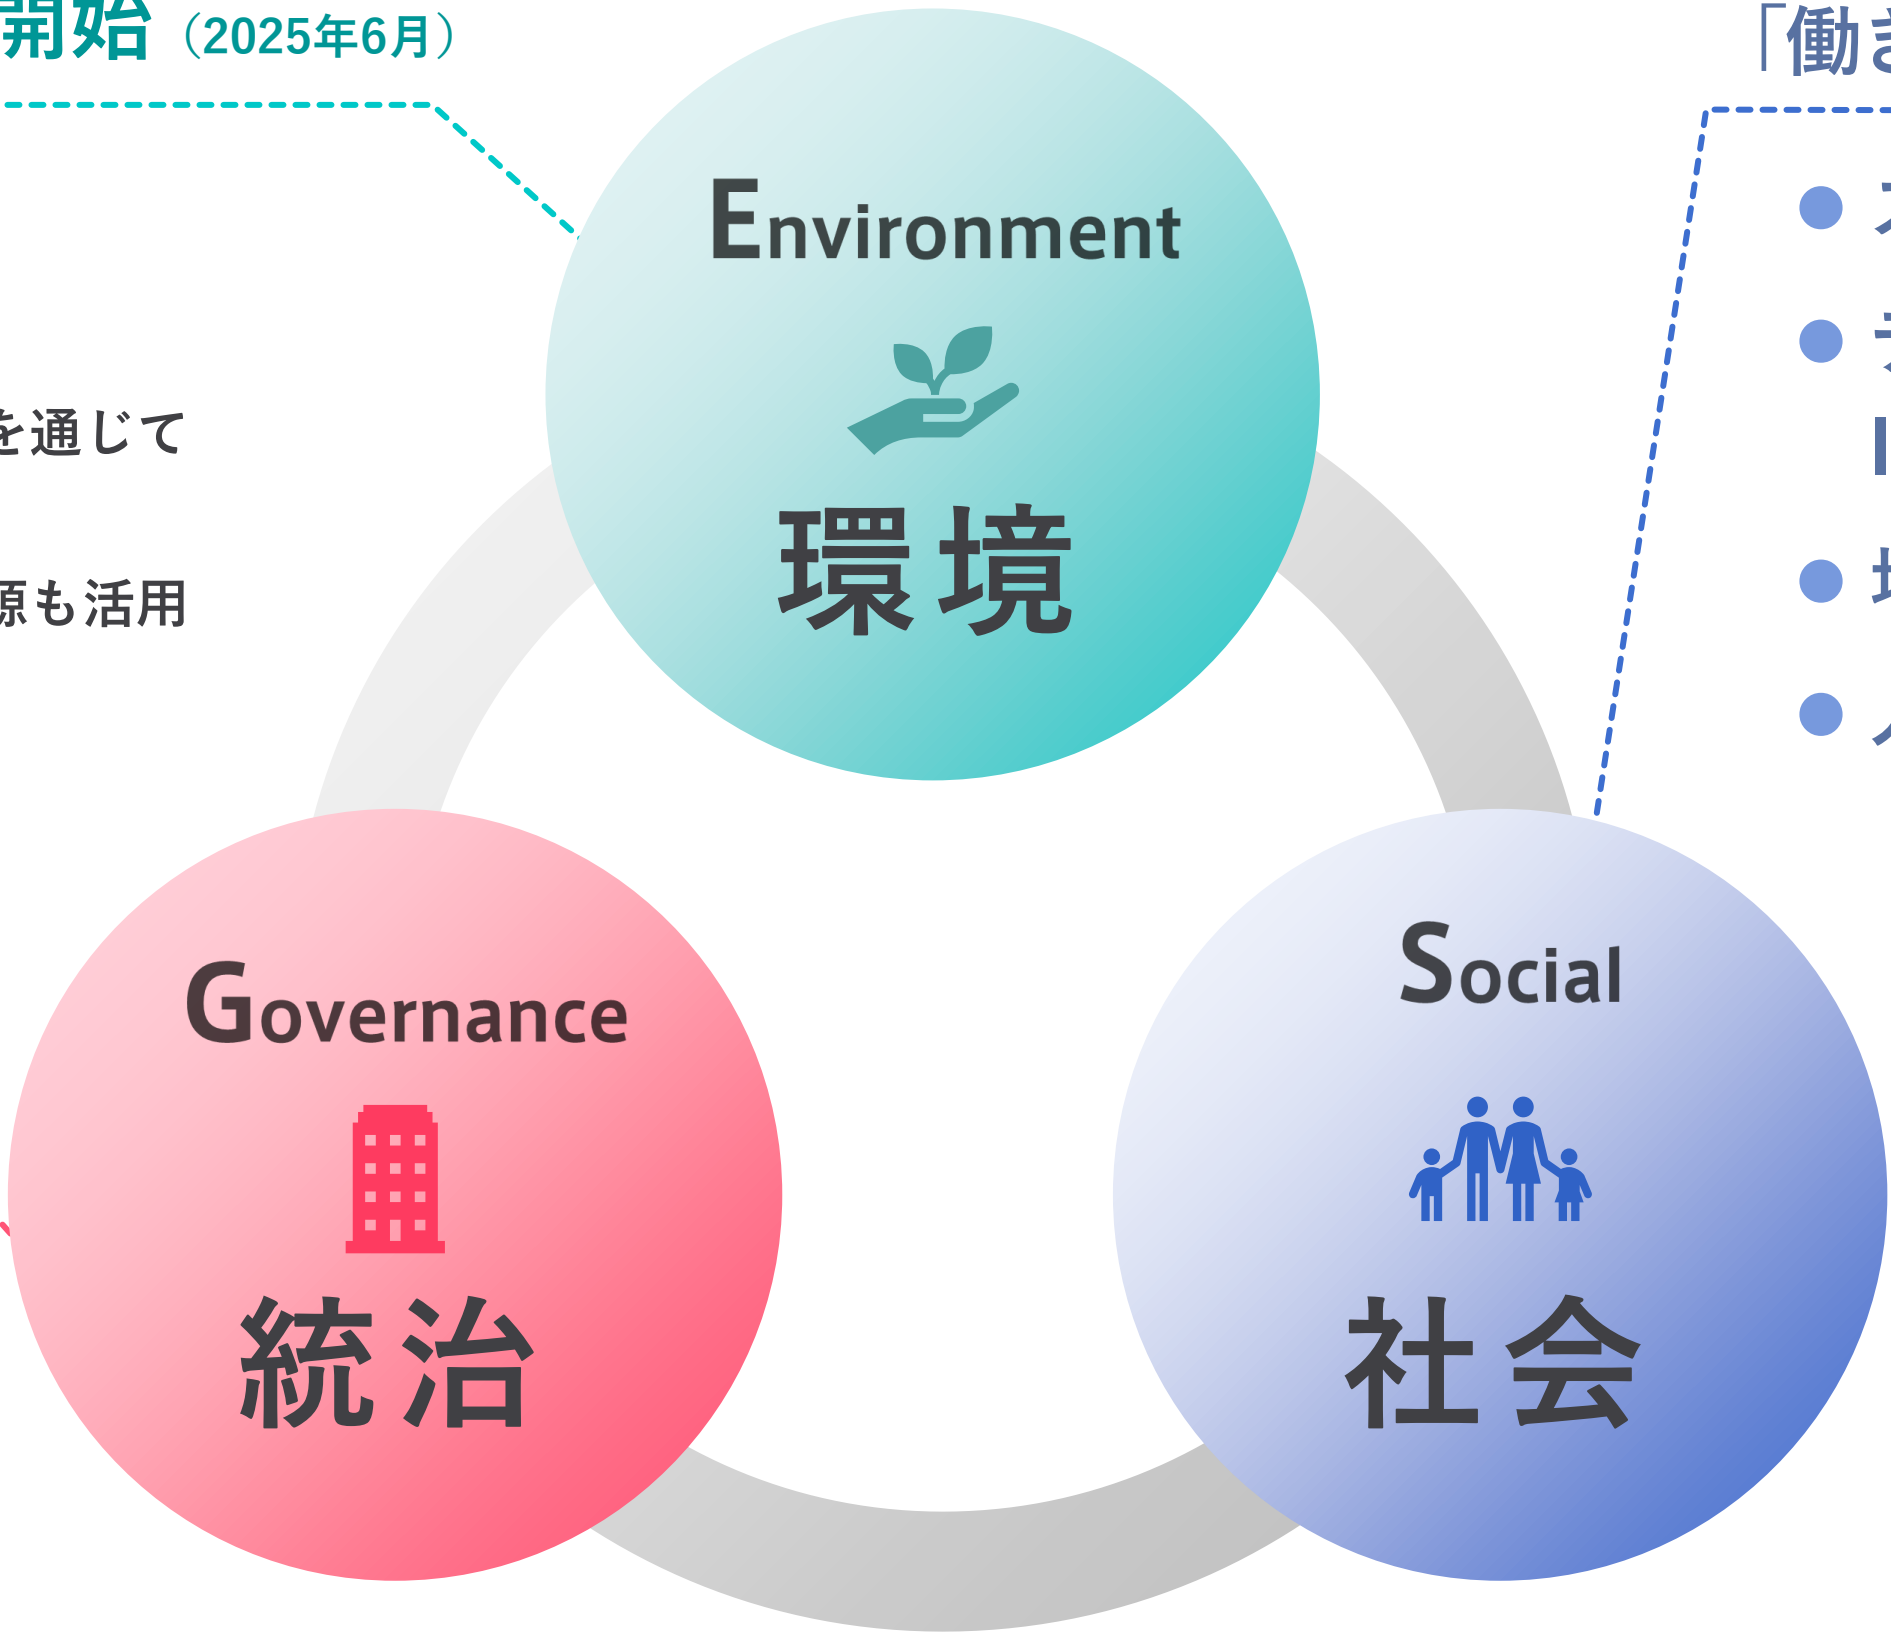 開始（2025年6月）
を通じて
源も活用
Environment
環境
Governance
統治
Social
社会
「働き